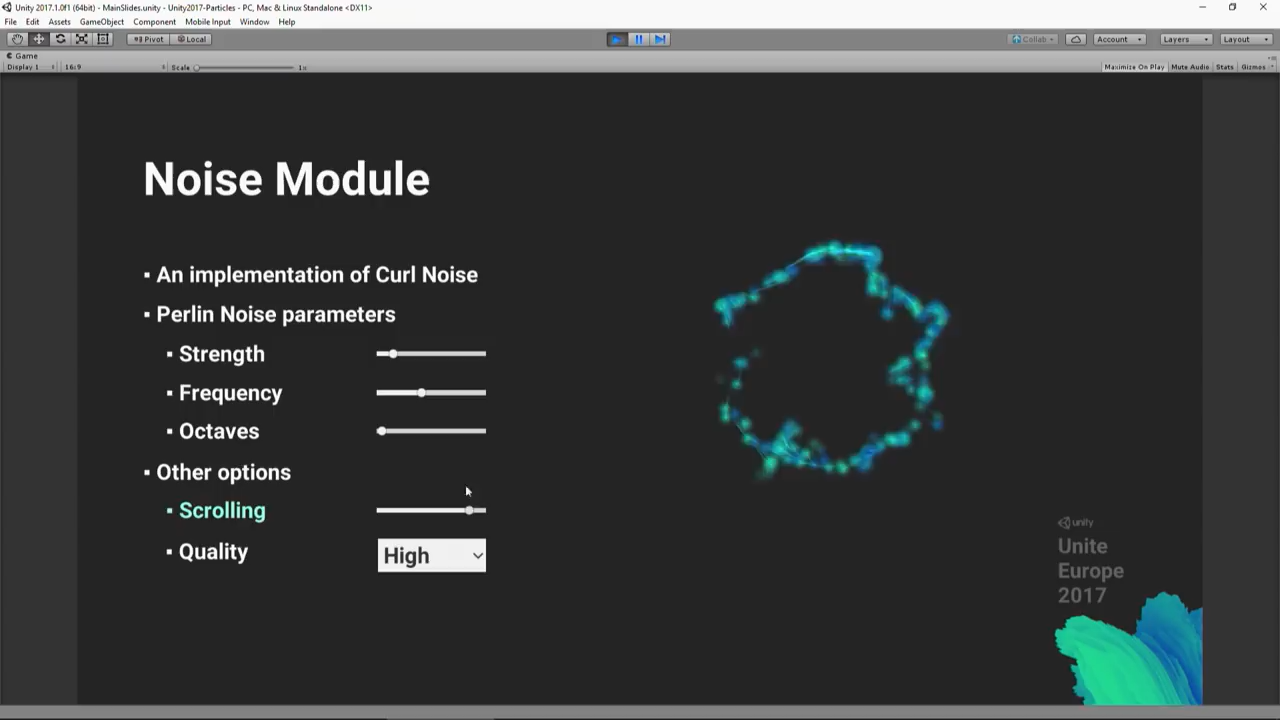 Unity 2017.1.0f1 (64bit) - MainSlides.unity - Unity2017-Particles - PC, Mac & Linux Standalone <DX11>
File Edit Assets GameObject Component Mobile Input Window Help
Pivot Local Collab Account Layers Layout
Game
Display 1 16:9 Scale 1x Maximize On Play Mute Audio Stats Gizmos
Noise Module
▪ An implementation of Curl Noise
▪ Perlin Noise parameters
▪ Strength
▪ Frequency
▪ Octaves
▪ Other options
▪ Scrolling
▪ Quality High
unity
Unite
Europe
2017